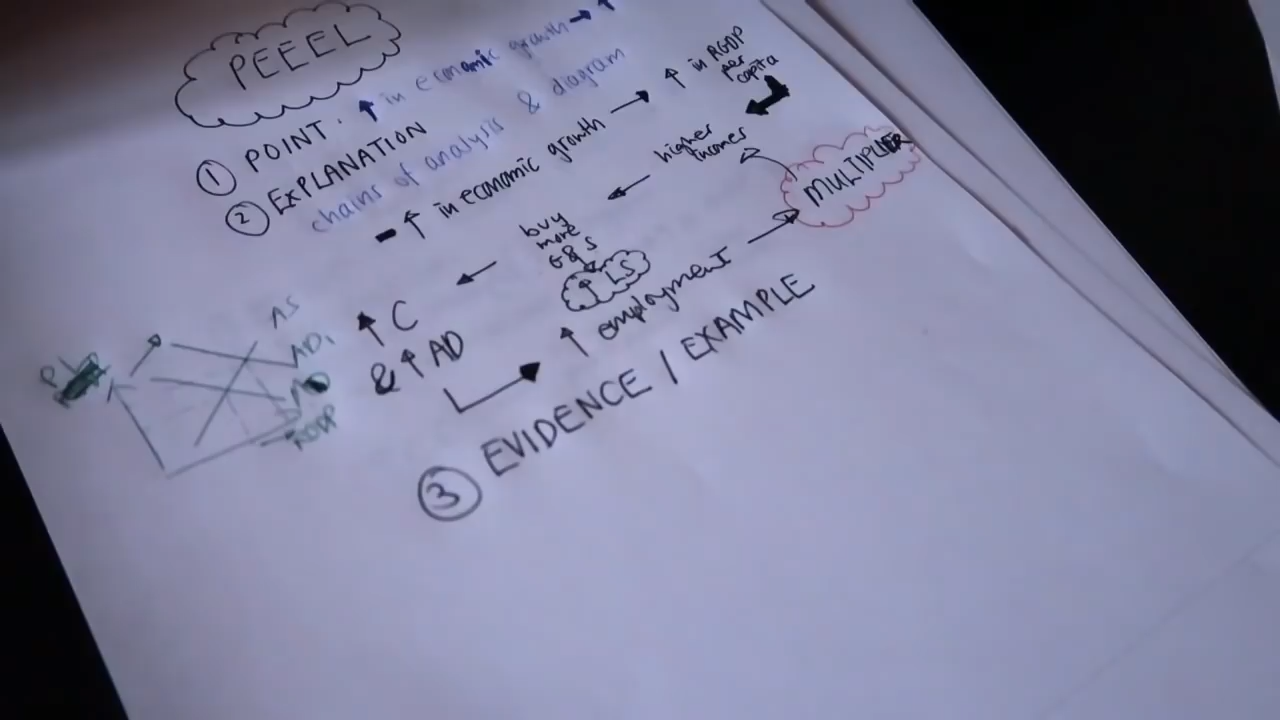 PEEEL
① POINT. ↑ in economic growth → ↑
② EXPLANATION
chains of analysis & diagram
- ↑ in economic growth → ↑ in RGDP
per
capita
higher
incomes
MULTIPLIER
buy
more
G&S
↑ LS
↑ C
& ↑ AD
↑ employment
AS
AD₁
AD
RGDP
③ EVIDENCE / EXAMPLE